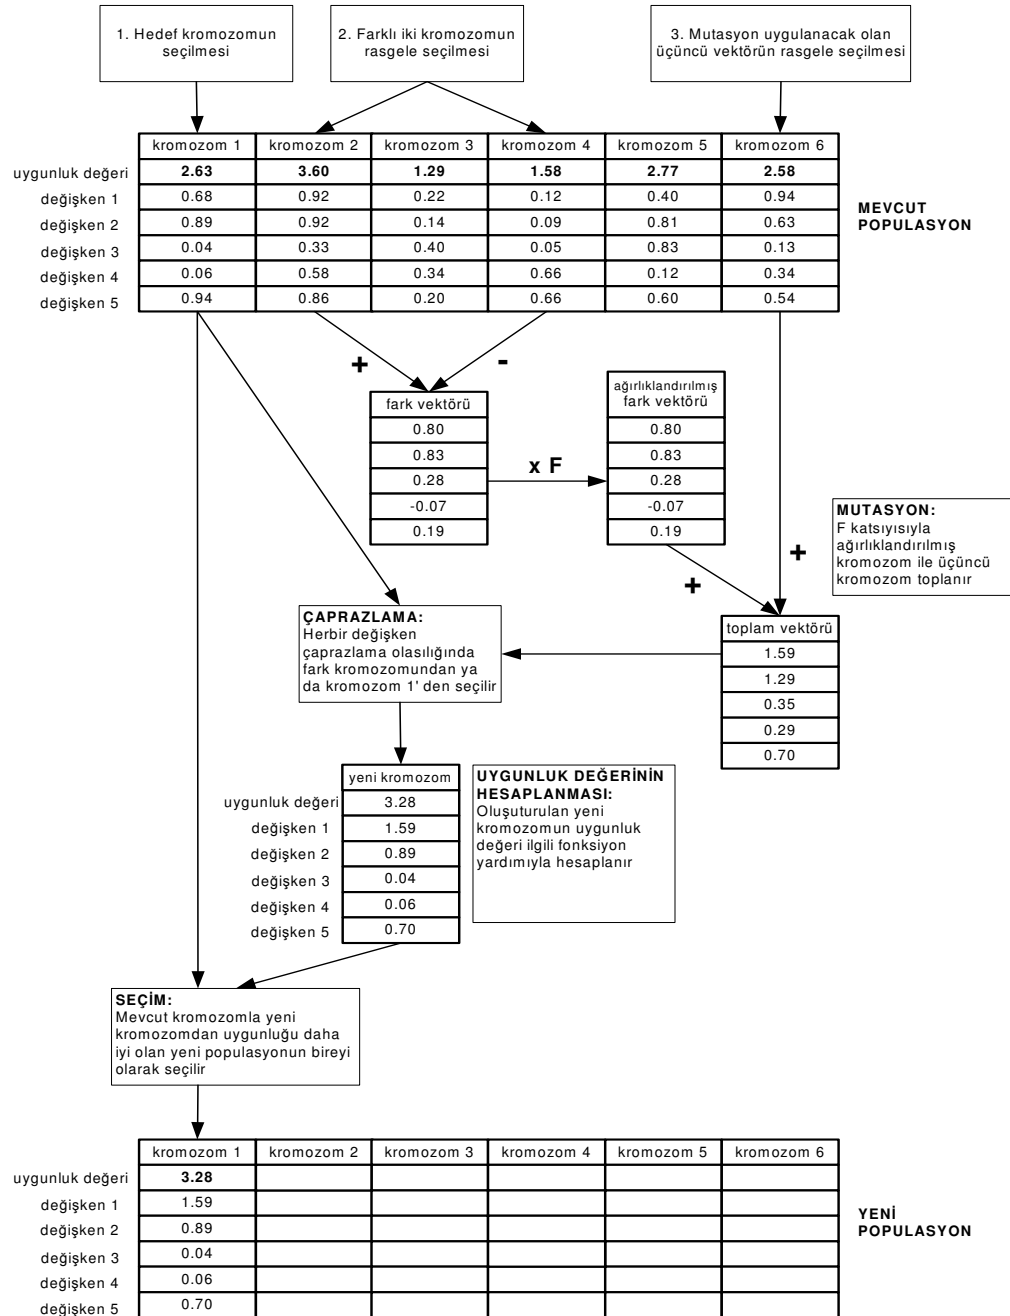 1. Hedef kromozomun
seçilmesi
2. Farklı iki kromozomun
rasgele seçilmesi
3. Mutasyon uygulanacak olan
üçüncü vektörün rasgele seçilmesi
kromozom 1 kromozom 2 kromozom 3 kromozom 4 kromozom 5 kromozom 6
uygunluk değeri 2.63 3.60 1.29 1.58 2.77 2.58
değişken 1 0.68 0.92 0.22 0.12 0.40 0.94
değişken 2 0.89 0.92 0.14 0.09 0.81 0.63
değişken 3 0.04 0.33 0.40 0.05 0.83 0.13
değişken 4 0.06 0.58 0.34 0.66 0.12 0.34
değişken 5 0.94 0.86 0.20 0.66 0.60 0.54
MEVCUT
POPULASYON
+ -
fark vektörü
0.80
0.83
0.28
-0.07
0.19
x F
ağırlıklandırılmış
fark vektörü
0.80
0.83
0.28
-0.07
0.19
MUTASYON:
F katsıyısıyla
ağırlıklandırılmış
kromozom ile üçüncü
kromozom toplanır
+
+
toplam vektörü
1.59
1.29
0.35
0.29
0.70
ÇAPRAZLAMA:
Herbir değişken
çaprazlama olasılığında
fark kromozomundan ya
da kromozom 1' den seçilir
yeni kromozom
uygunluk değeri 3.28
değişken 1 1.59
değişken 2 0.89
değişken 3 0.04
değişken 4 0.06
değişken 5 0.70
UYGUNLUK DEĞERİNİN
HESAPLANMASI:
Oluşuturulan yeni
kromozomun uygunluk
değeri ilgili fonksiyon
yardımıyla hesaplanır
SEÇİM:
Mevcut kromozomla yeni
kromozomdan uygunluğu daha
iyi olan yeni populasyonun bireyi
olarak seçilir
kromozom 1 kromozom 2 kromozom 3 kromozom 4 kromozom 5 kromozom 6
uygunluk değeri 3.28
değişken 1 1.59
değişken 2 0.89
değişken 3 0.04
değişken 4 0.06
değişken 5 0.70
YENİ
POPULASYON